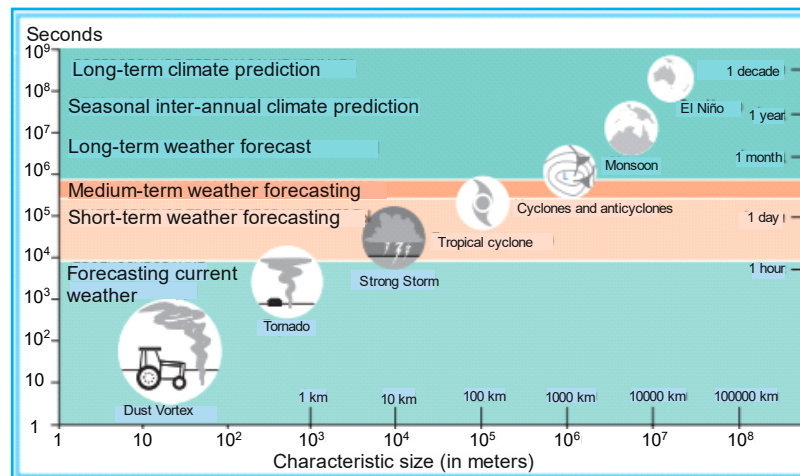 Seconds
10⁹
Long-term climate prediction
1 decade
10⁸
El Niño
Seasonal inter-annual climate prediction
1 year
10⁷
Long-term weather forecast
Monsoon
1 month
10⁶
Medium-term weather forecasting
L
Cyclones and anticyclones
10⁵
Short-term weather forecasting
1 day
Tropical cyclone
10⁴
Forecasting current
weather
1 hour
Strong Storm
10³
Tornado
10²
10
1 km 10 km 100 km 1000 km 10000 km 100000 km
Dust Vortex
1
1 10 10² 10³ 10⁴ 10⁵ 10⁶ 10⁷ 10⁸
Characteristic size (in meters)